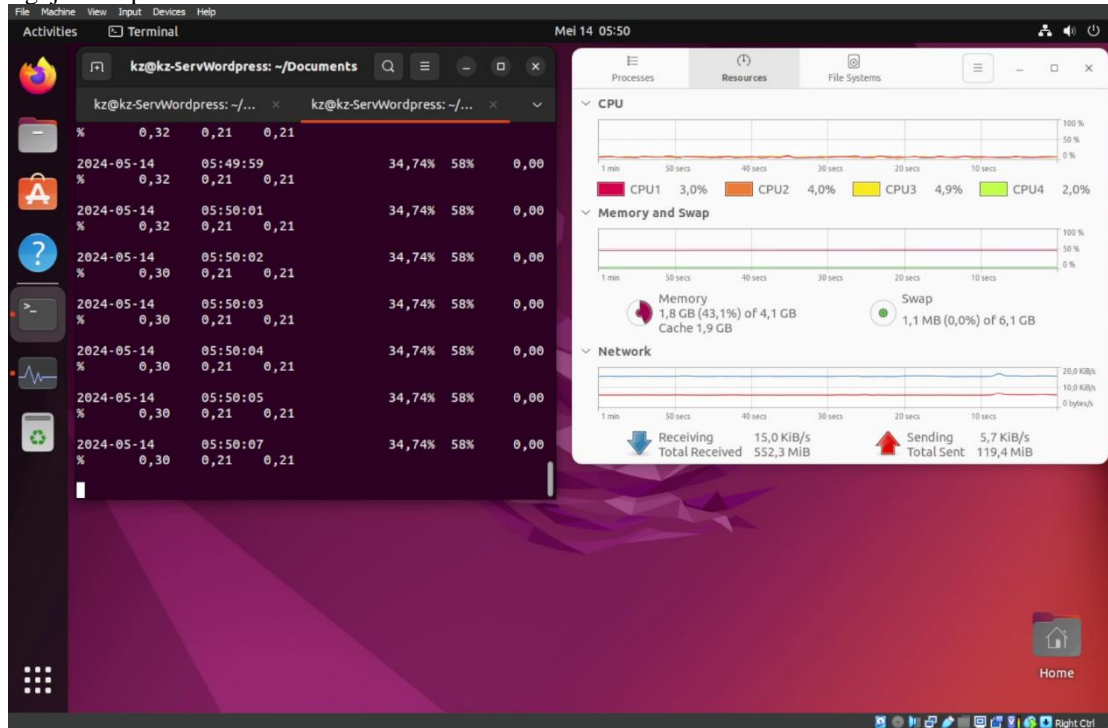 File Machine View Input Devices Help
Activities Terminal Mei 14 05:50
kz@kz-ServWordpress: ~/Documents
kz@kz-ServWordpress: ~/... × kz@kz-ServWordpress: ~/... ×
% 0,32 0,21 0,21
2024-05-14 05:49:59 34,74% 58% 0,00
% 0,32 0,21 0,21
2024-05-14 05:50:01 34,74% 58% 0,00
% 0,32 0,21 0,21
2024-05-14 05:50:02 34,74% 58% 0,00
% 0,30 0,21 0,21
2024-05-14 05:50:03 34,74% 58% 0,00
% 0,30 0,21 0,21
2024-05-14 05:50:04 34,74% 58% 0,00
% 0,30 0,21 0,21
2024-05-14 05:50:05 34,74% 58% 0,00
% 0,30 0,21 0,21
2024-05-14 05:50:07 34,74% 58% 0,00
% 0,30 0,21 0,21
Processes Resources File Systems
CPU
100 %
50 %
0 %
1 min 50 secs 40 secs 30 secs 20 secs 10 secs
CPU1 3,0% CPU2 4,0% CPU3 4,9% CPU4 2,0%
Memory and Swap
100 %
50 %
0 %
1 min 50 secs 40 secs 30 secs 20 secs 10 secs
Memory
1,8 GB (43,1%) of 4,1 GB
Cache 1,9 GB
Swap
1,1 MB (0,0%) of 6,1 GB
Network
20,0 KiB/s
10,0 KiB/s
0 bytes/s
1 min 50 secs 40 secs 30 secs 20 secs 10 secs
Receiving 15,0 KiB/s
Total Received 552,3 MiB
Sending 5,7 KiB/s
Total Sent 119,4 MiB
Home
Right Ctrl